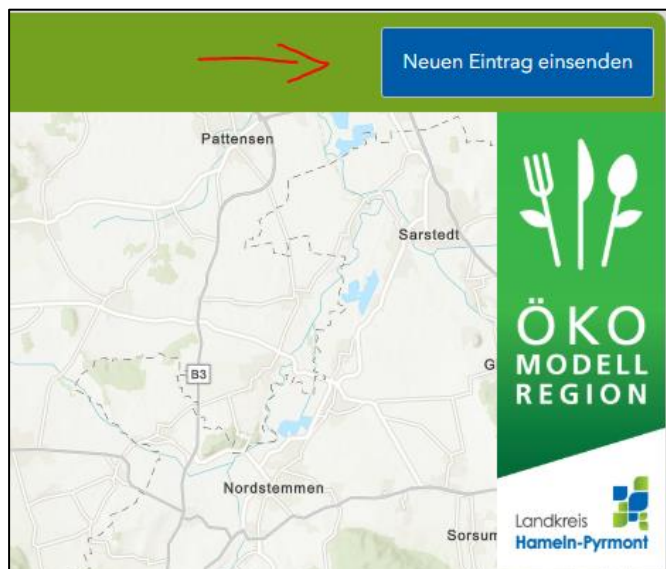 Neuen Eintrag einsenden
Pattensen
Sarstedt
G
B3
Nordstemmen
Sorsum
ÖKO
MODELL
REGION
Landkreis
Hameln-Pyrmont